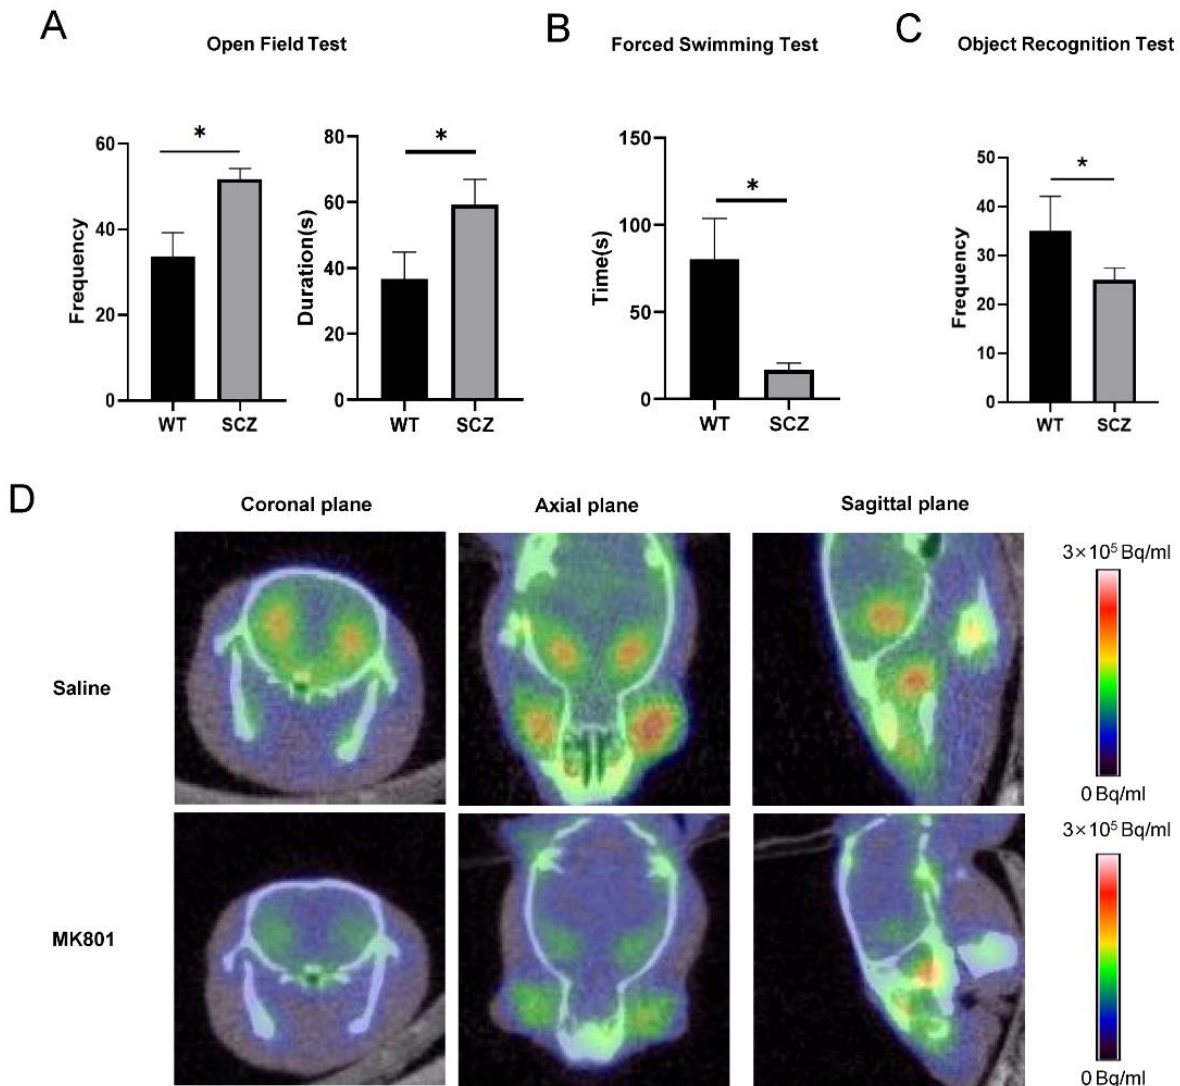 A
Open Field Test
B
Forced Swimming Test
C
Object Recognition Test
*
60
40
20
0
Frequency
WT
SCZ
*
80
60
40
20
0
Duration(s)
WT
SCZ
*
150
100
50
0
Time(s)
WT
SCZ
*
50
40
30
20
10
0
Frequency
WT
SCZ
D
Coronal plane
Axial plane
Sagittal plane
Saline
3×10⁵ Bq/ml
0 Bq/ml
MK801
3×10⁵ Bq/ml
0 Bq/ml